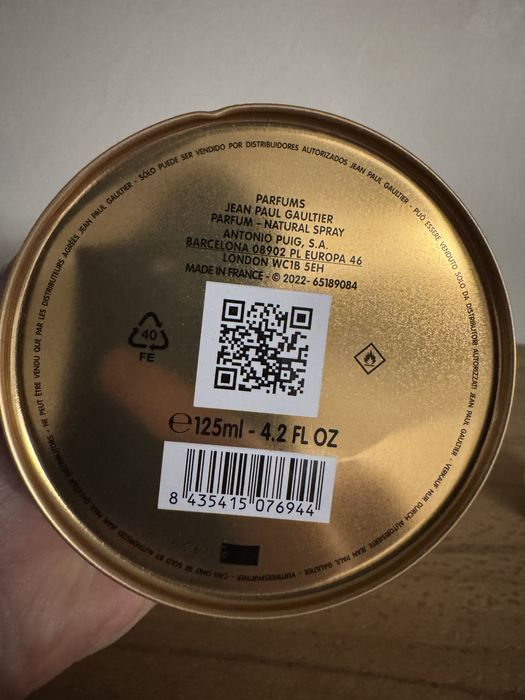 PARFUMS
JEAN PAUL GAULTIER
PARFUM - NATURAL SPRAY
ANTONIO PUIG, S.A.
BARCELONA 08902 PL EUROPA 46
LONDON WC1B 5EH
MADE IN FRANCE - © 2022- 65189084
40
FE
℮125ml - 4.2 FL OZ
8 435415 076944
- CAN ONLY BE SOLD BY AUTHORIZED JEAN PAUL GAULTIER DISTRIBUTORS - NE PEUT ÊTRE VENDU QUE PAR LES DISTRIBUTEURS AGRÉÉS JEAN PAUL GAULTIER - SÓLO PUEDE SER VENDIDO POR DISTRIBUIDORES AUTORIZADOS JEAN PAUL GAULTIER - PUÒ ESSERE VENDUTO SOLO DA DISTRIBUTORI AUTORIZZATI JEAN PAUL GAULTIER - VERKAUF NUR DURCH AUTORISIERTE JEAN PAUL GAULTIER - VERTRIEBSPARTNER